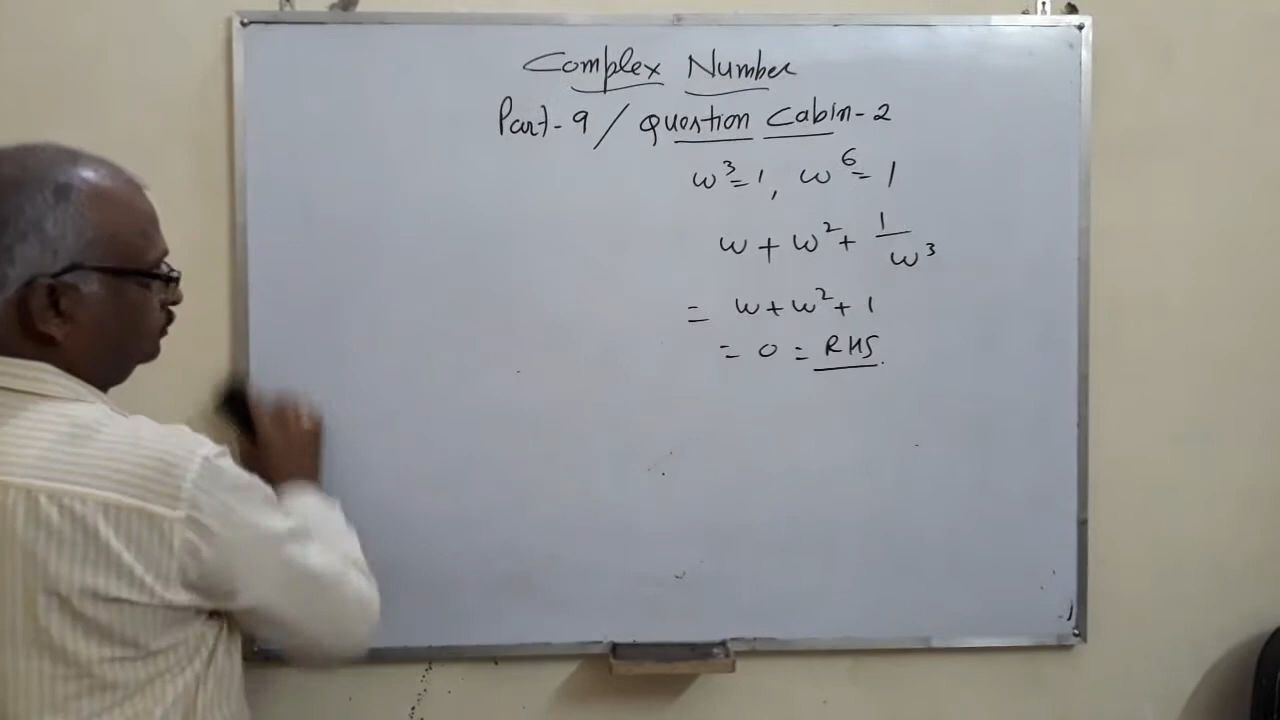 Complex Number
Part-9 / Question Cabin-2
ω³=1, ω⁶=1
ω + ω² + 1/ω³
= ω + ω² + 1
= 0 = RHS.